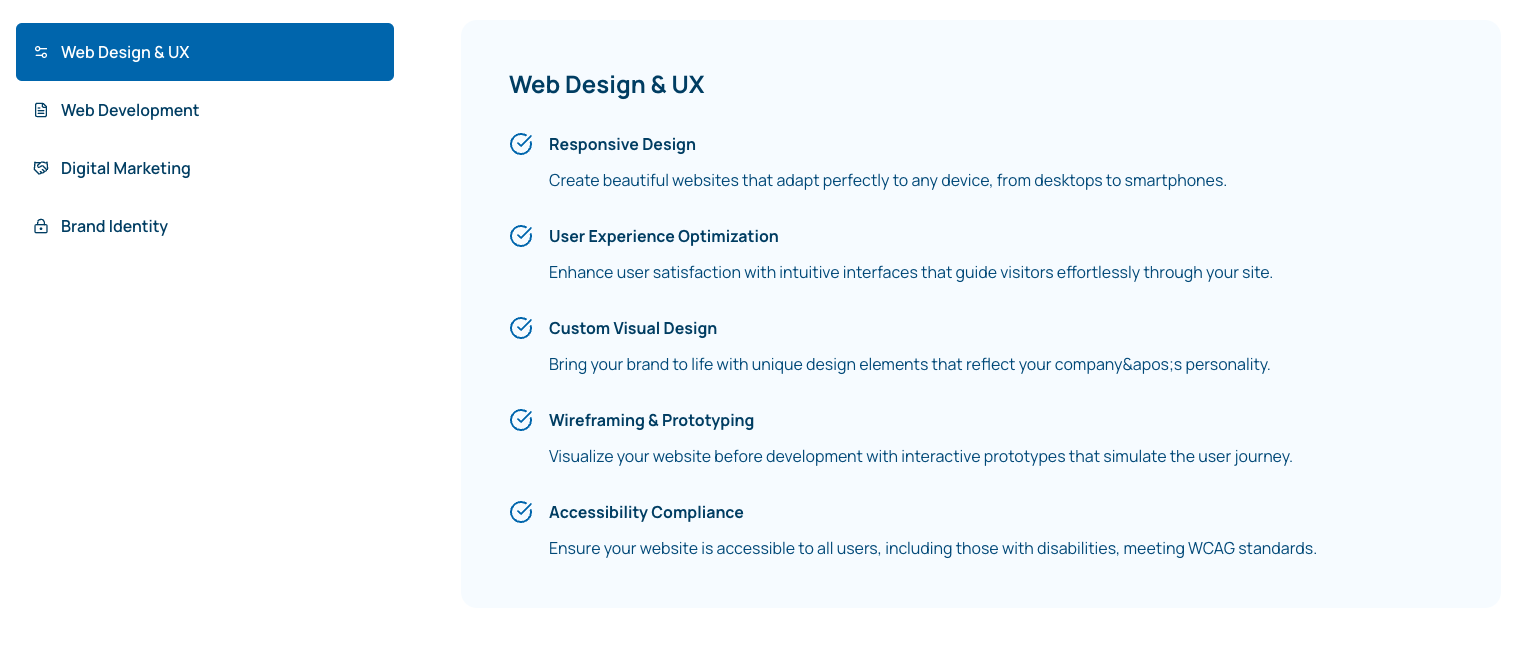 Web Design & UX
Web Development
Digital Marketing
Brand Identity
Web Design & UX
Responsive Design
Create beautiful websites that adapt perfectly to any device, from desktops to smartphones.
User Experience Optimization
Enhance user satisfaction with intuitive interfaces that guide visitors effortlessly through your site.
Custom Visual Design
Bring your brand to life with unique design elements that reflect your company&apos;s personality.
Wireframing & Prototyping
Visualize your website before development with interactive prototypes that simulate the user journey.
Accessibility Compliance
Ensure your website is accessible to all users, including those with disabilities, meeting WCAG standards.